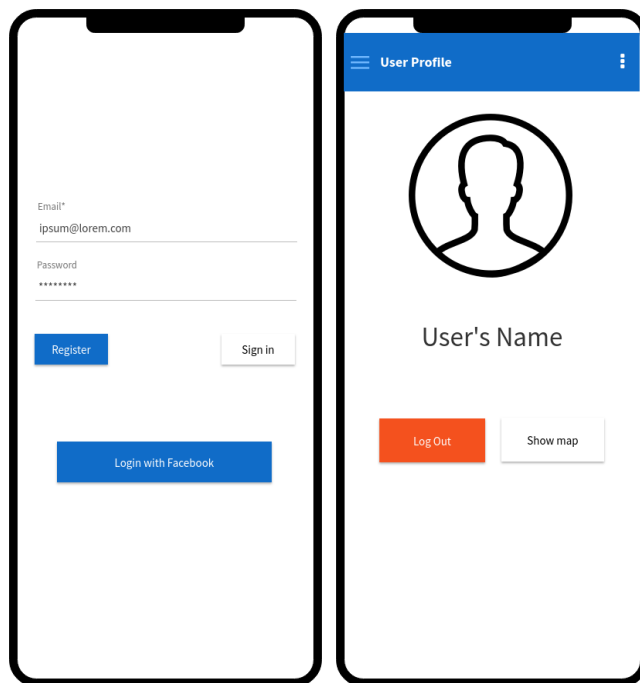 Email*
ipsum@lorem.com
Password
********
Register
Sign in
Login with Facebook
User Profile
User's Name
Log Out
Show map